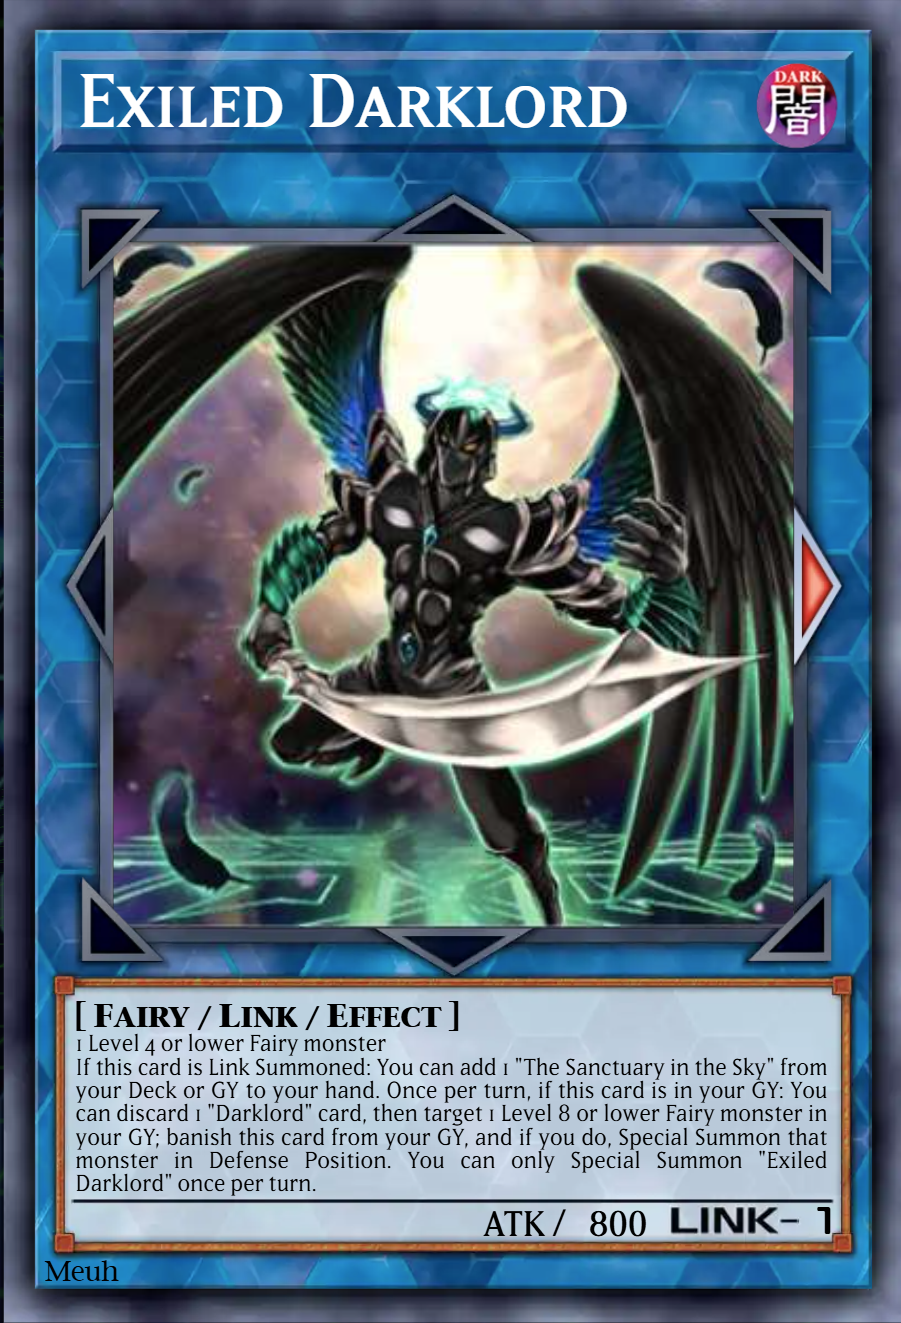 Exiled Darklord
DARK
闇
[ Fairy / Link / Effect ]
1 Level 4 or lower Fairy monster
If this card is Link Summoned: You can add 1 "The Sanctuary in the Sky" from
your Deck or GY to your hand. Once per turn, if this card is in your GY: You
can discard 1 "Darklord" card, then target 1 Level 8 or lower Fairy monster in
your GY; banish this card from your GY, and if you do, Special Summon that
monster in Defense Position. You can only Special Summon "Exiled
Darklord" once per turn.
ATK / 800 LINK- 1
Meuh